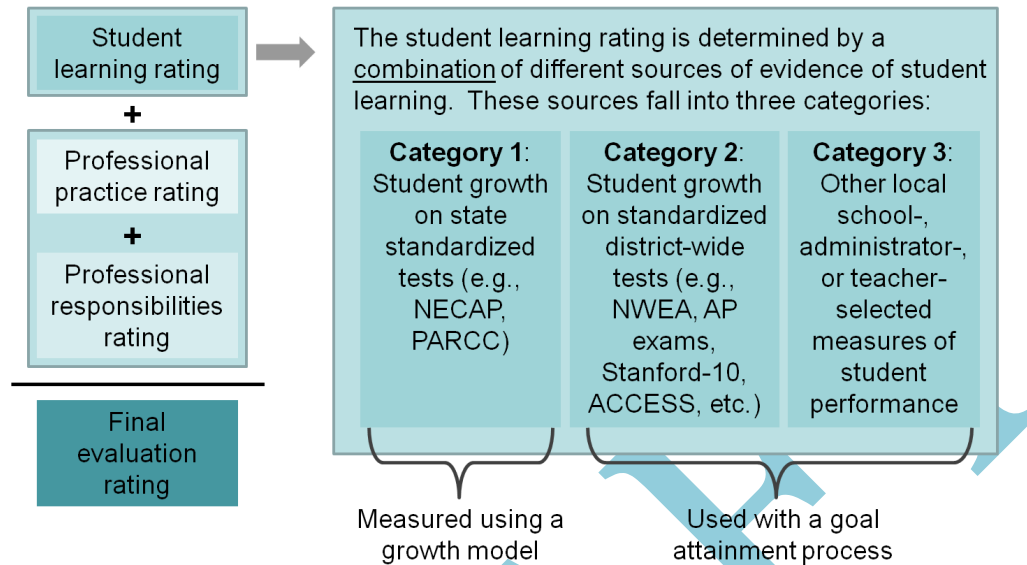 Student
learning rating
+
Professional
practice rating
+
Professional
responsibilities
rating
Final
evaluation
rating
The student learning rating is determined by a
combination of different sources of evidence of student
learning.  These sources fall into three categories:
Category 1:
Student growth
on state
standardized
tests (e.g.,
NECAP,
PARCC)
Category 2:
Student growth
on standardized
district-wide
tests (e.g.,
NWEA, AP
exams,
Stanford-10,
ACCESS, etc.)
Category 3:
Other local
school-,
administrator-,
or teacher-
selected
measures of
student
performance
Measured using a
growth model
Used with a goal
attainment process